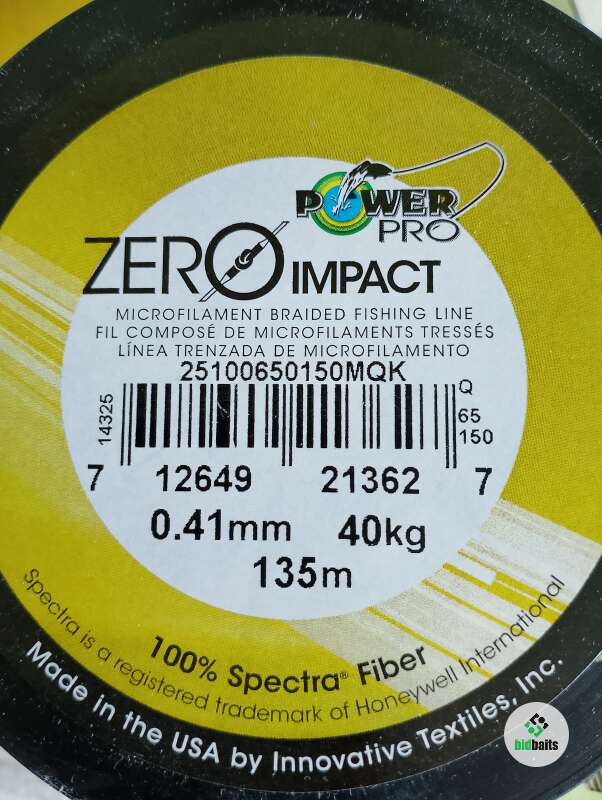 POWER
PRO
ZERO IMPACT
MICROFILAMENT BRAIDED FISHING LINE
FIL COMPOSÉ DE MICROFILAMENTS TRESSÉS
LÍNEA TRENZADA DE MICROFILAMENTO
25100650150MQK
14325
Q
65
150
7 12649 21362 7
0.41mm 40kg
135m
100% Spectra® Fiber
Spectra is a registered trademark of Honeywell International
Made in the USA by Innovative Textiles, Inc.
bidbaits